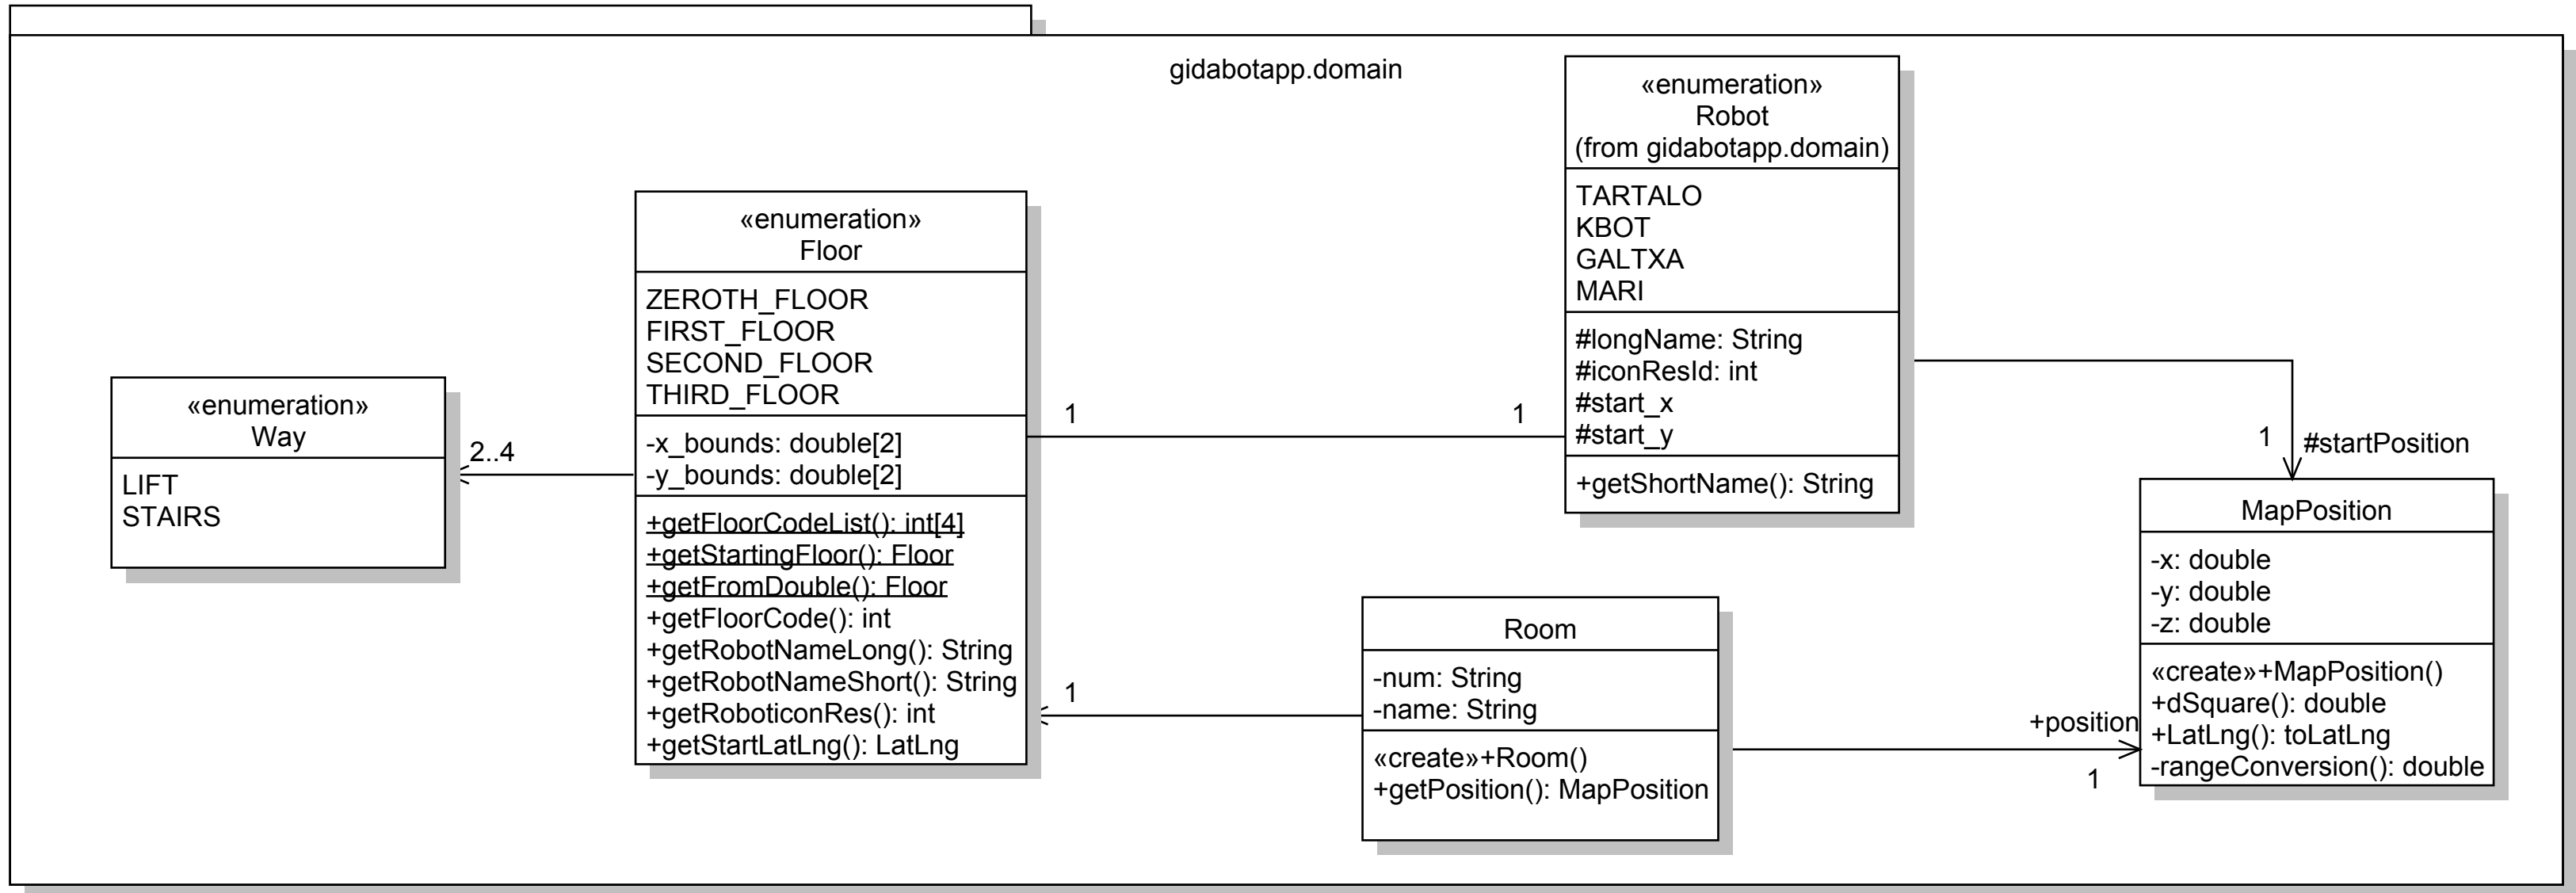 gidabotapp.domain
«enumeration»
Way
LIFT
STAIRS
2..4
«enumeration»
Floor
ZEROTH_FLOOR
FIRST_FLOOR
SECOND_FLOOR
THIRD_FLOOR
-x_bounds: double[2]
-y_bounds: double[2]
+getFloorCodeList(): int[4]
+getStartingFloor(): Floor
+getFromDouble(): Floor
+getFloorCode(): int
+getRobotNameLong(): String
+getRobotNameShort(): String
+getRoboticonRes(): int
+getStartLatLng(): LatLng
1
1
1
«enumeration»
Robot
(from gidabotapp.domain)
TARTALO
KBOT
GALTXA
MARI
#longName: String
#iconResId: int
#start_x
#start_y
+getShortName(): String
1
#startPosition
Room
-num: String
-name: String
«create»+Room()
+getPosition(): MapPosition
+position
1
MapPosition
-x: double
-y: double
-z: double
«create»+MapPosition()
+dSquare(): double
+LatLng(): toLatLng
-rangeConversion(): double